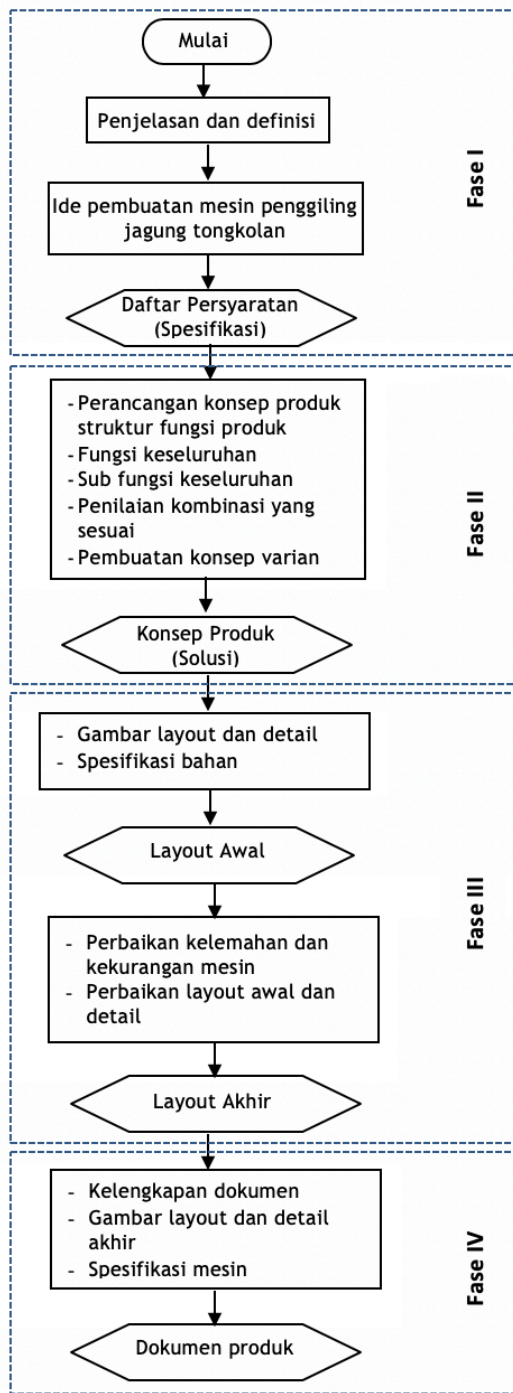 Mulai
Penjelasan dan definisi
Ide pembuatan mesin penggiling
jagung tongkolan
Daftar Persyaratan
(Spesifikasi)
Fase I
- Perancangan konsep produk
struktur fungsi produk
- Fungsi keseluruhan
- Sub fungsi keseluruhan
- Penilaian kombinasi yang
sesuai
- Pembuatan konsep varian
Konsep Produk
(Solusi)
Fase II
- Gambar layout dan detail
- Spesifikasi bahan
Layout Awal
- Perbaikan kelemahan dan
kekurangan mesin
- Perbaikan layout awal dan
detail
Layout Akhir
Fase III
- Kelengkapan dokumen
- Gambar layout dan detail
akhir
- Spesifikasi mesin
Dokumen produk
Fase IV